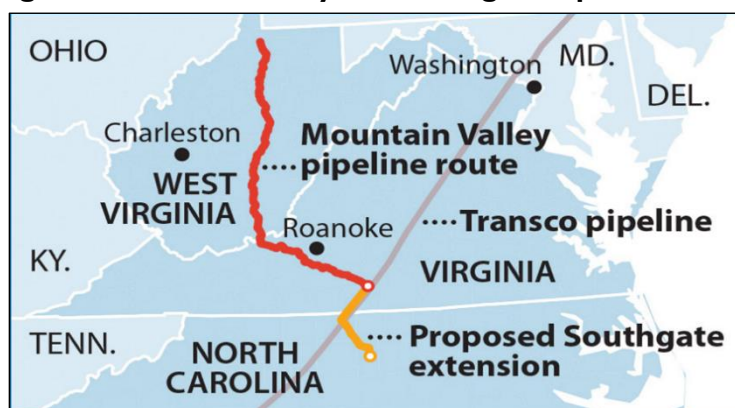 OHIO
Washington
MD.
DEL.
Charleston
Mountain Valley
pipeline route
WEST
VIRGINIA
Roanoke
Transco pipeline
KY.
VIRGINIA
TENN.
NORTH
CAROLINA
Proposed Southgate
extension